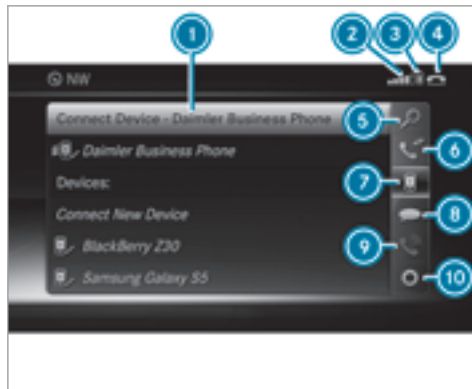 1
2
3
4
NW
Connect Device - Daimler Business Phone
5
Daimler Business Phone
6
Devices:
7
Connect New Device
8
BlackBerry Z30
9
Samsung Galaxy S5
10